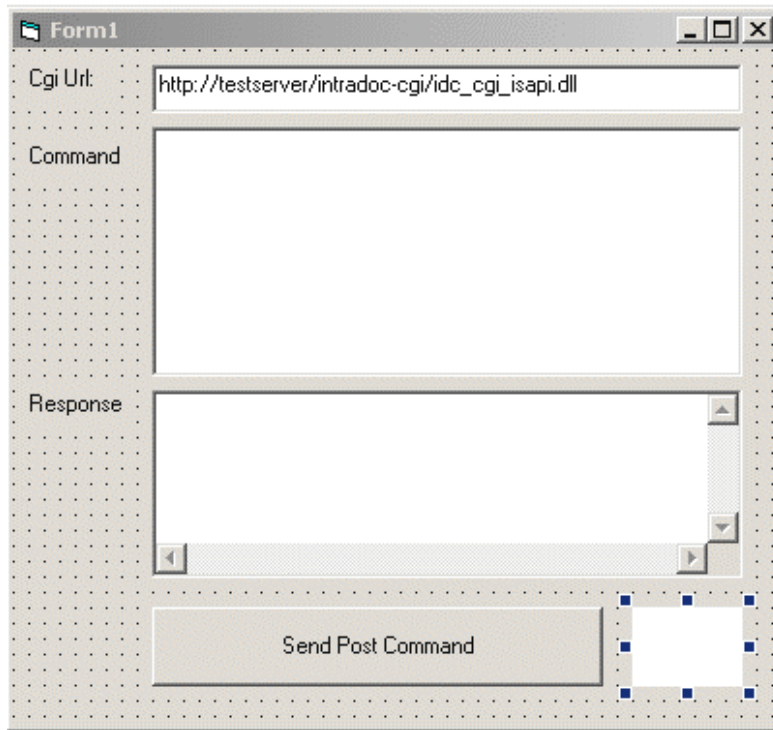 Form1
Cgi Url:
http://testserver/intradoc-cgi/idc_cgi_isapi.dll
Command
Response
Send Post Command